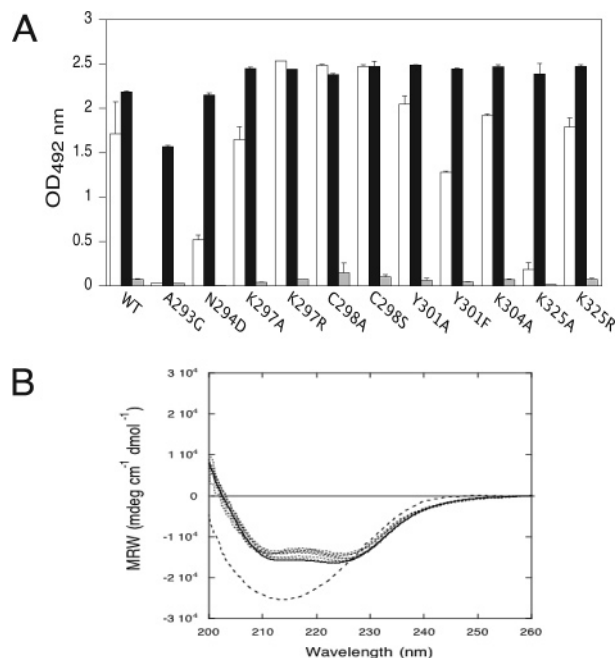 A
OD492 nm
3
2.5
2
1.5
1
0.5
0
WT
A293G
N294D
K297A
K297R
C298A
C298S
Y301A
Y301F
K304A
K325A
K325R
B
MRW (mdeg cm-1 dmol-1)
3 10⁴
2 10⁴
1 10⁴
0
-1 10⁴
-2 10⁴
-3 10⁴
200
210
220
230
240
250
260
Wavelength (nm)